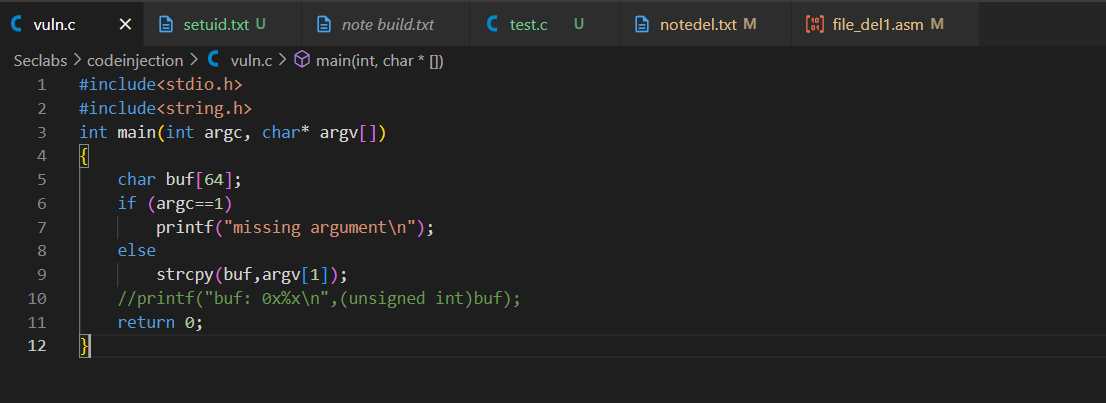 vuln.c setuid.txt U note build.txt test.c U notedel.txt M file_del1.asm M
Seclabs > codeinjection > vuln.c > main(int, char * [])
1 #include<stdio.h>
2 #include<string.h>
3 int main(int argc, char* argv[])
4 {
5 char buf[64];
6 if (argc==1)
7 printf("missing argument\n");
8 else
9 strcpy(buf,argv[1]);
10 //printf("buf: 0x%x\n",(unsigned int)buf);
11 return 0;
12 }